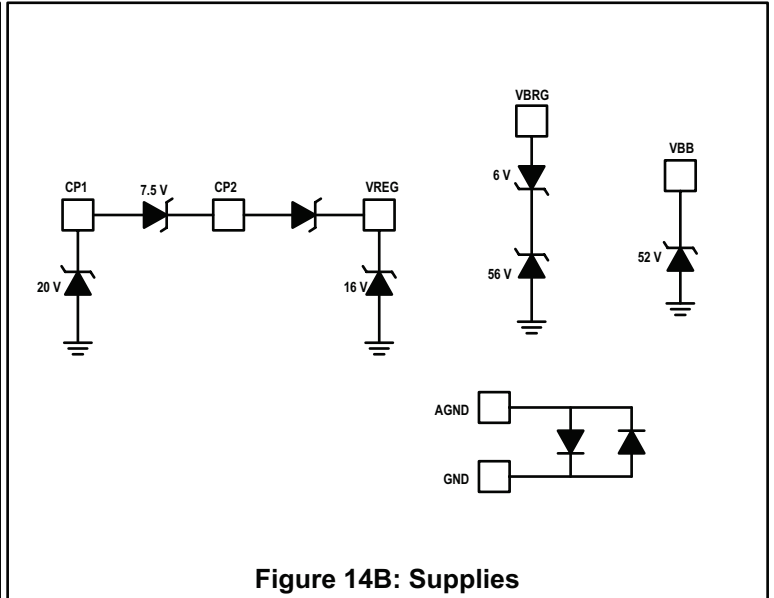 VBRG
VBB
CP1
7.5 V
CP2
VREG
6 V
20 V
16 V
56 V
52 V
AGND
GND
Figure 14B: Supplies